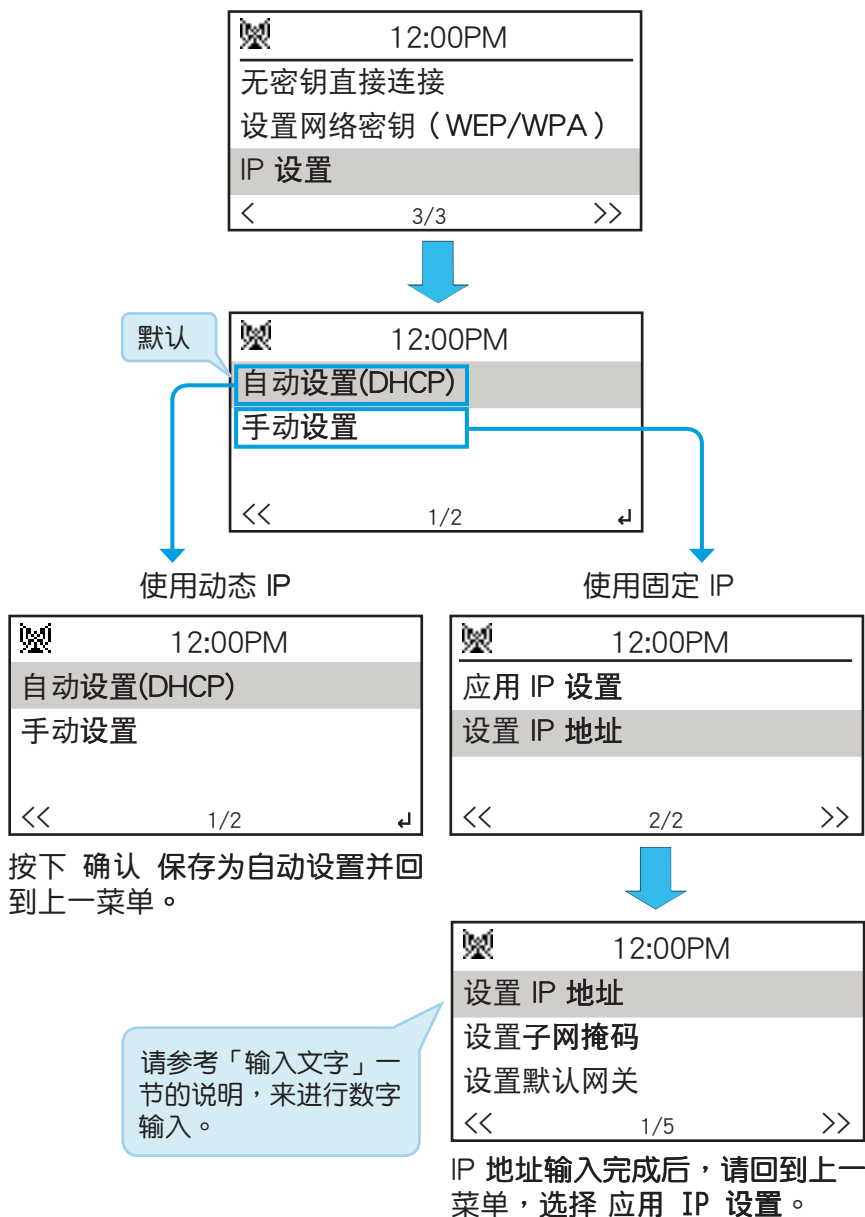 12:00PM
无密钥直接连接
设置网络密钥（WEP/WPA）
IP 设置
< 3/3 >>
默认
12:00PM
自动设置(DHCP)
手动设置
<< 1/2 ↵
使用动态 IP
12:00PM
自动设置(DHCP)
手动设置
<< 1/2 ↵
按下 确认 保存为自动设置并回
到上一菜单。
使用固定 IP
12:00PM
应用 IP 设置
设置 IP 地址
<< 2/2 >>
12:00PM
设置 IP 地址
设置子网掩码
设置默认网关
<< 1/5 >>
请参考「输入文字」一
节的说明，来进行数字
输入。
IP 地址输入完成后，请回到上一
菜单，选择 应用 IP 设置。